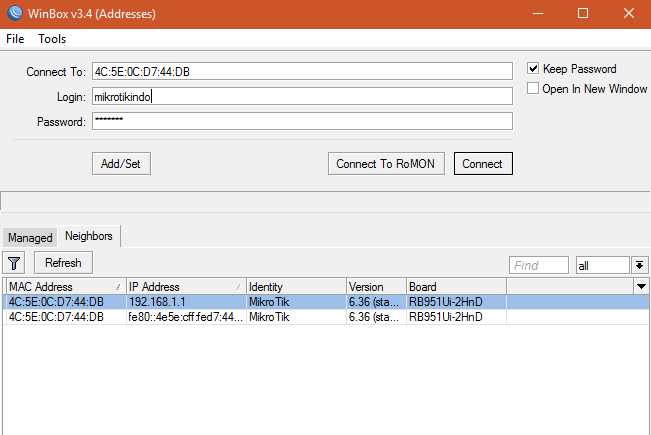 WinBox v3.4 (Addresses)
File Tools
Connect To: 4C:5E:0C:D7:44:DB
Keep Password
Login: mikrotikindo
Open In New Window
Password: *******
Add/Set Connect To RoMON Connect
Managed Neighbors
Refresh Find all
MAC Address IP Address Identity Version Board
4C:5E:0C:D7:44:DB 192.168.1.1 MikroTik 6.36 (sta... RB951Ui-2HnD
4C:5E:0C:D7:44:DB fe80::4e5e:cff:fed7:44... MikroTik 6.36 (sta... RB951Ui-2HnD